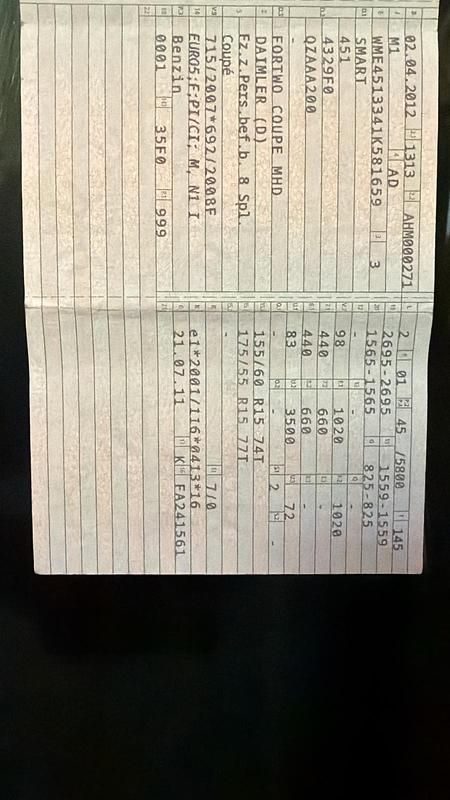 02.04.2012 1313 AHM000271
M1 AD
WME4513341K581659 3
SMART
451
4329F0
QZAAA200
-
FORTWO COUPE MHD
DAIMLER (D)
Fz.z.Pers.bef.b. 8 Spl.
Coupé
715/2007*692/2008F
EURO5;F;PI/CI; M, N1 I
Benzin
0001 35F0 999
2 01 45 /5800 145
2695-2695 1559-1559
1565-1565 825-825
- - -
98 1020 1020
440 660 -
440 660 -
83 3500 72
- - 2 -
155/60 R15 74T
175/55 R15 77T
-
7/0
e1*2001/116*0413*16
21.07.11 K FA241561